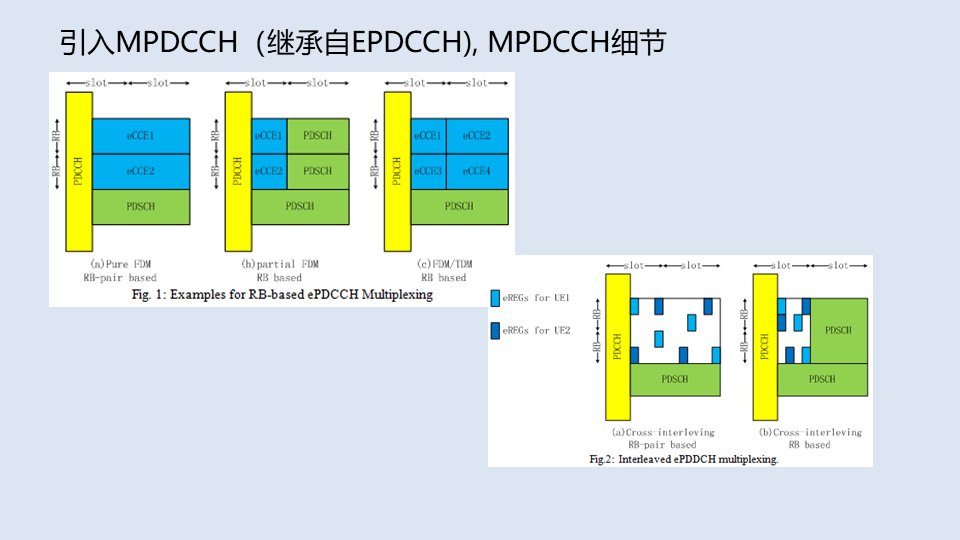 引入MPDCCH（继承自EPDCCH), MPDCCH细节
slot slot
RB
RB
PDCCH
eCCE1
eCCE2
PDSCH
(a)Pure FDM
RB-pair based
slot slot
RB
RB
PDCCH
eCCE1 PDSCH
eCCE2 PDSCH
PDSCH
(b)partial FDM
RB based
slot slot
RB
RB
PDCCH
eCCE1 eCCE2
eCCE3 eCCE4
PDSCH
(c)FDM/TDM
RB based
Fig. 1: Examples for RB-based ePDCCH Multiplexing
eREGs for UE1
eREGs for UE2
slot slot
RB
RB
PDCCH
PDSCH
(a)Cross-interleving
RB-pair based
slot slot
RB
RB
PDCCH
PDSCH
PDSCH
(b)Cross-interleving
RB based
Fig.2: Interleaved ePDDCH multiplexing.